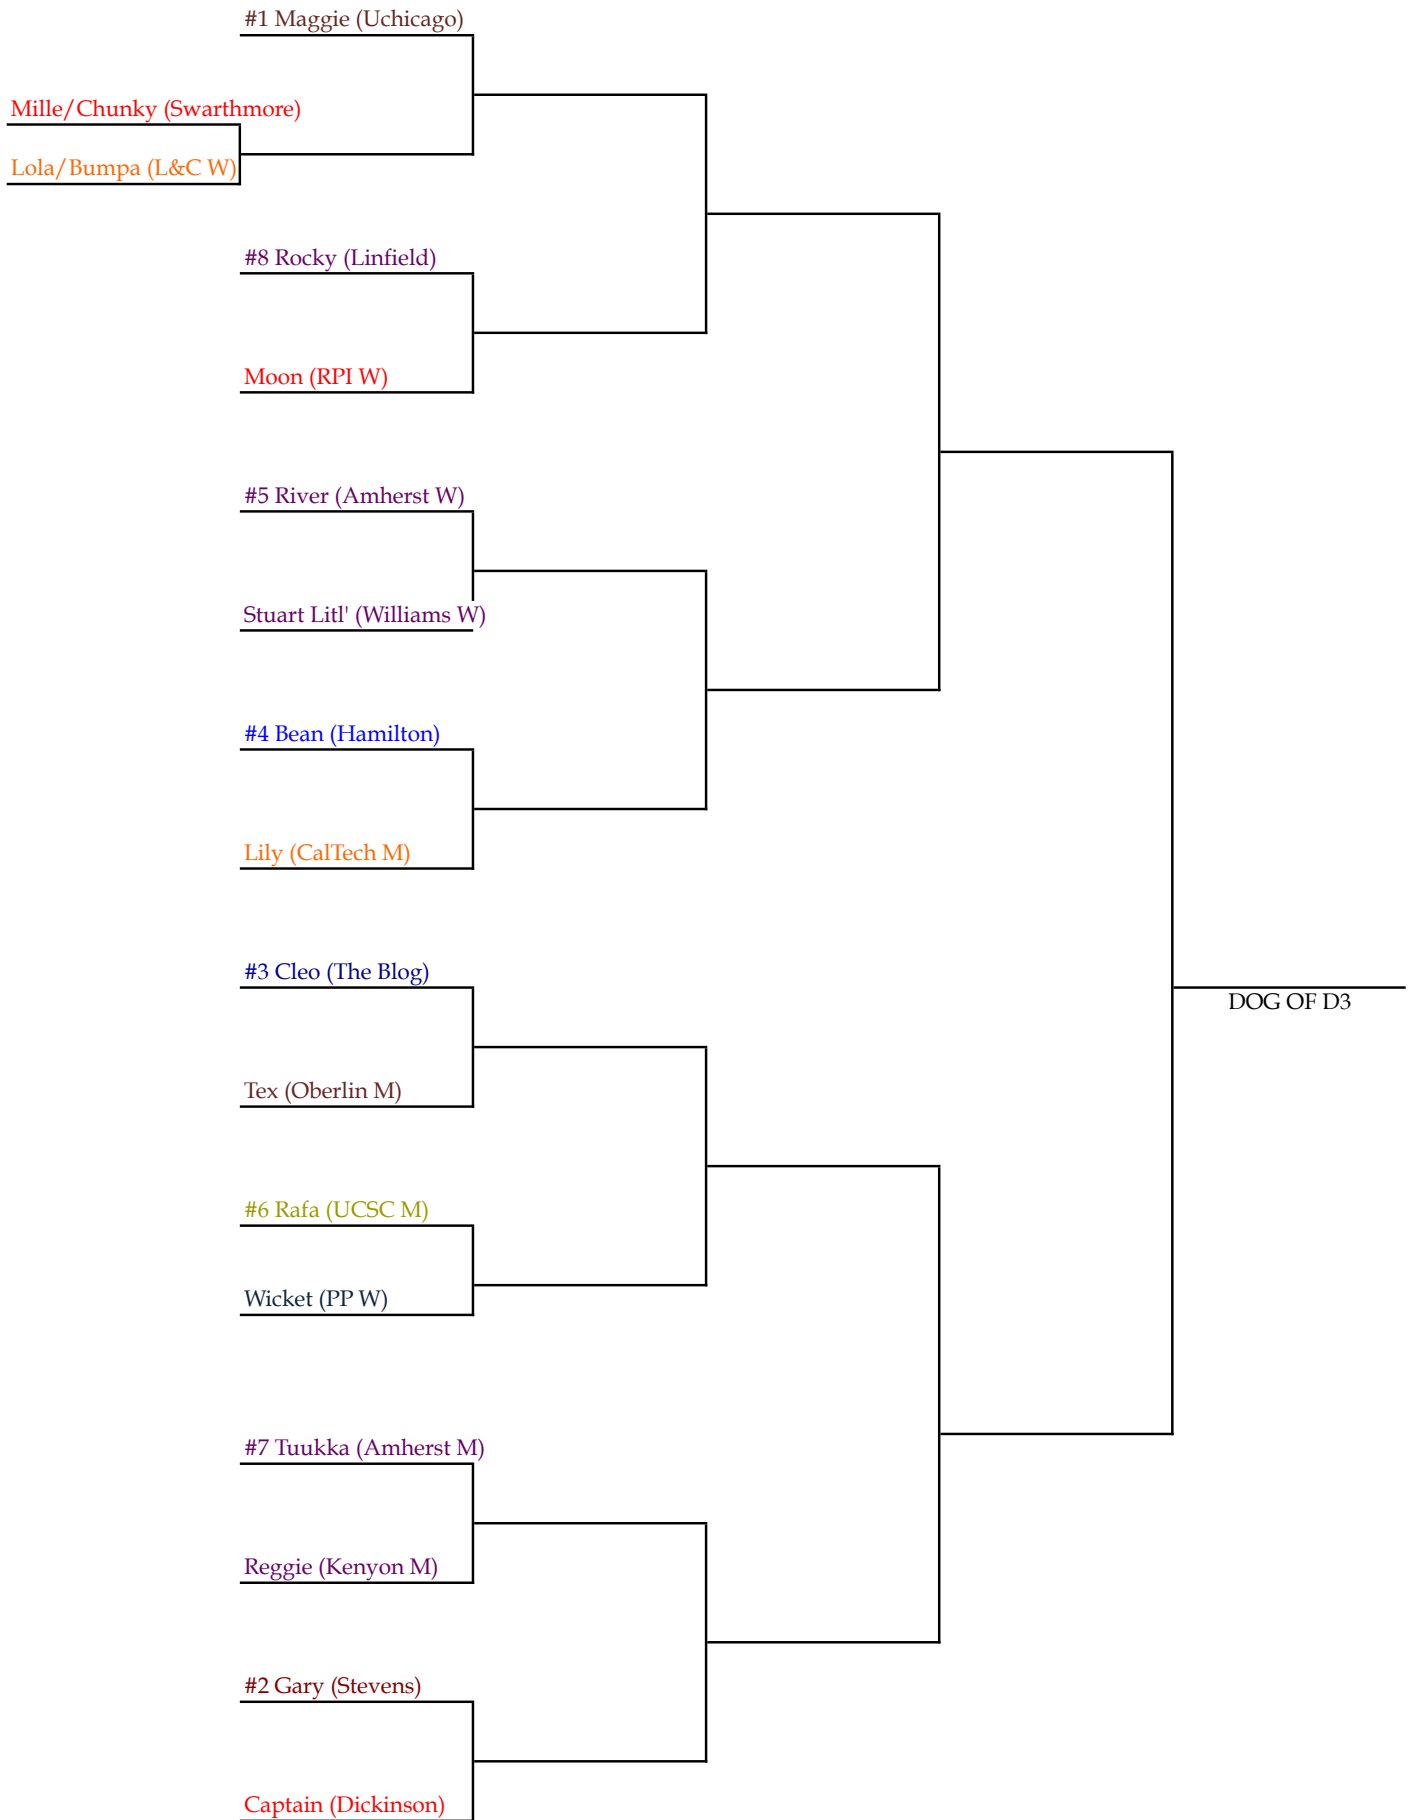 #1 Maggie (Uchicago)
Mille/Chunky (Swarthmore)
Lola/Bumpa (L&C W)
#8 Rocky (Linfield)
Moon (RPI W)
#5 River (Amherst W)
Stuart Litl' (Williams W)
#4 Bean (Hamilton)
Lily (CalTech M)
#3 Cleo (The Blog)
DOG OF D3
Tex (Oberlin M)
#6 Rafa (UCSC M)
Wicket (PP W)
#7 Tuukka (Amherst M)
Reggie (Kenyon M)
#2 Gary (Stevens)
Captain (Dickinson)